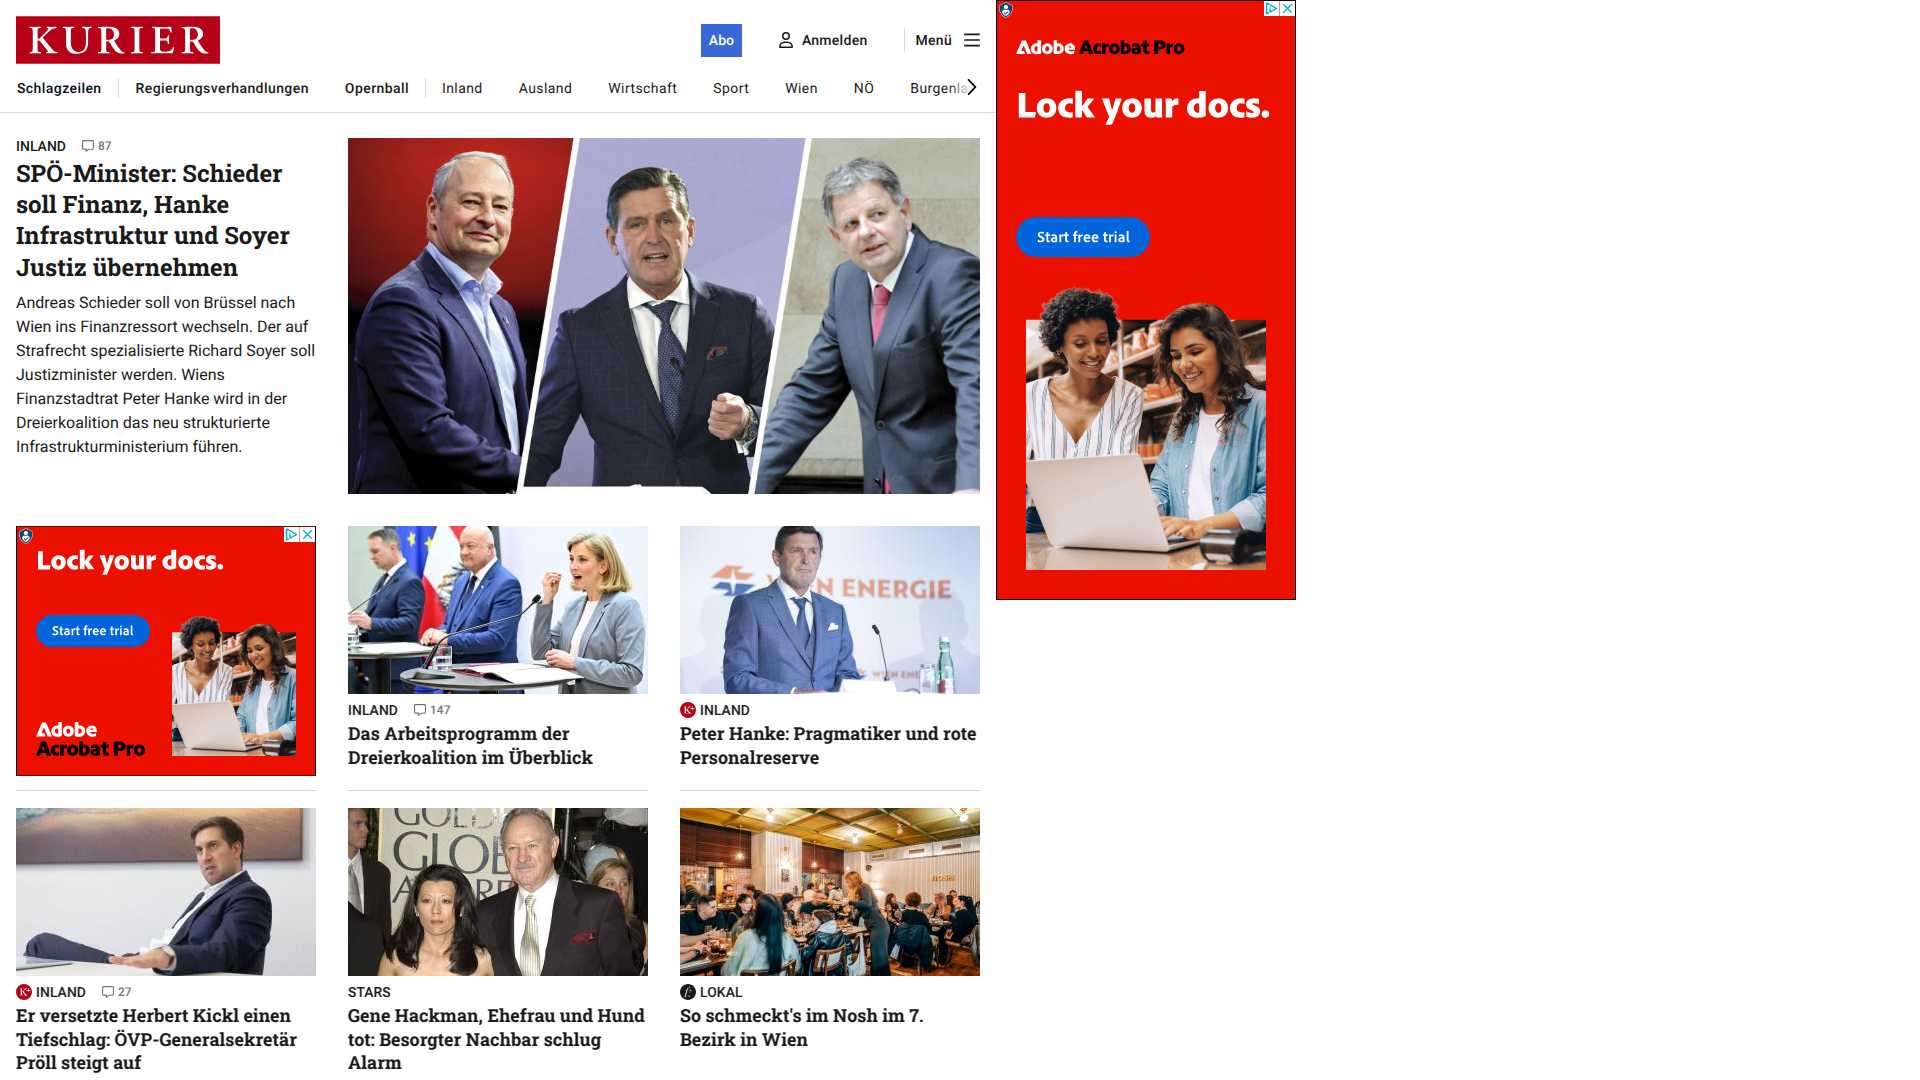 KURIER
Abo
Anmelden
Menü
Schlagzeilen
Regierungsverhandlungen
Opernball
Inland
Ausland
Wirtschaft
Sport
Wien
NÖ
Burgenla
INLAND 87
SPÖ-Minister: Schieder
soll Finanz, Hanke
Infrastruktur und Soyer
Justiz übernehmen
Andreas Schieder soll von Brüssel nach
Wien ins Finanzressort wechseln. Der auf
Strafrecht spezialisierte Richard Soyer soll
Justizminister werden. Wiens
Finanzstadtrat Peter Hanke wird in der
Dreierkoalition das neu strukturierte
Infrastrukturministerium führen.
Adobe Acrobat Pro
Lock your docs.
Start free trial
Lock your docs.
Start free trial
Adobe
Acrobat Pro
INLAND 147
Das Arbeitsprogramm der
Dreierkoalition im Überblick
WIEN ENERGIE
K+ INLAND
Peter Hanke: Pragmatiker und rote
Personalreserve
K+ INLAND 27
Er versetzte Herbert Kickl einen
Tiefschlag: ÖVP-Generalsekretär
Pröll steigt auf
STARS
Gene Hackman, Ehefrau und Hund
tot: Besorgter Nachbar schlug
Alarm
LOKAL
So schmeckt's im Nosh im 7.
Bezirk in Wien